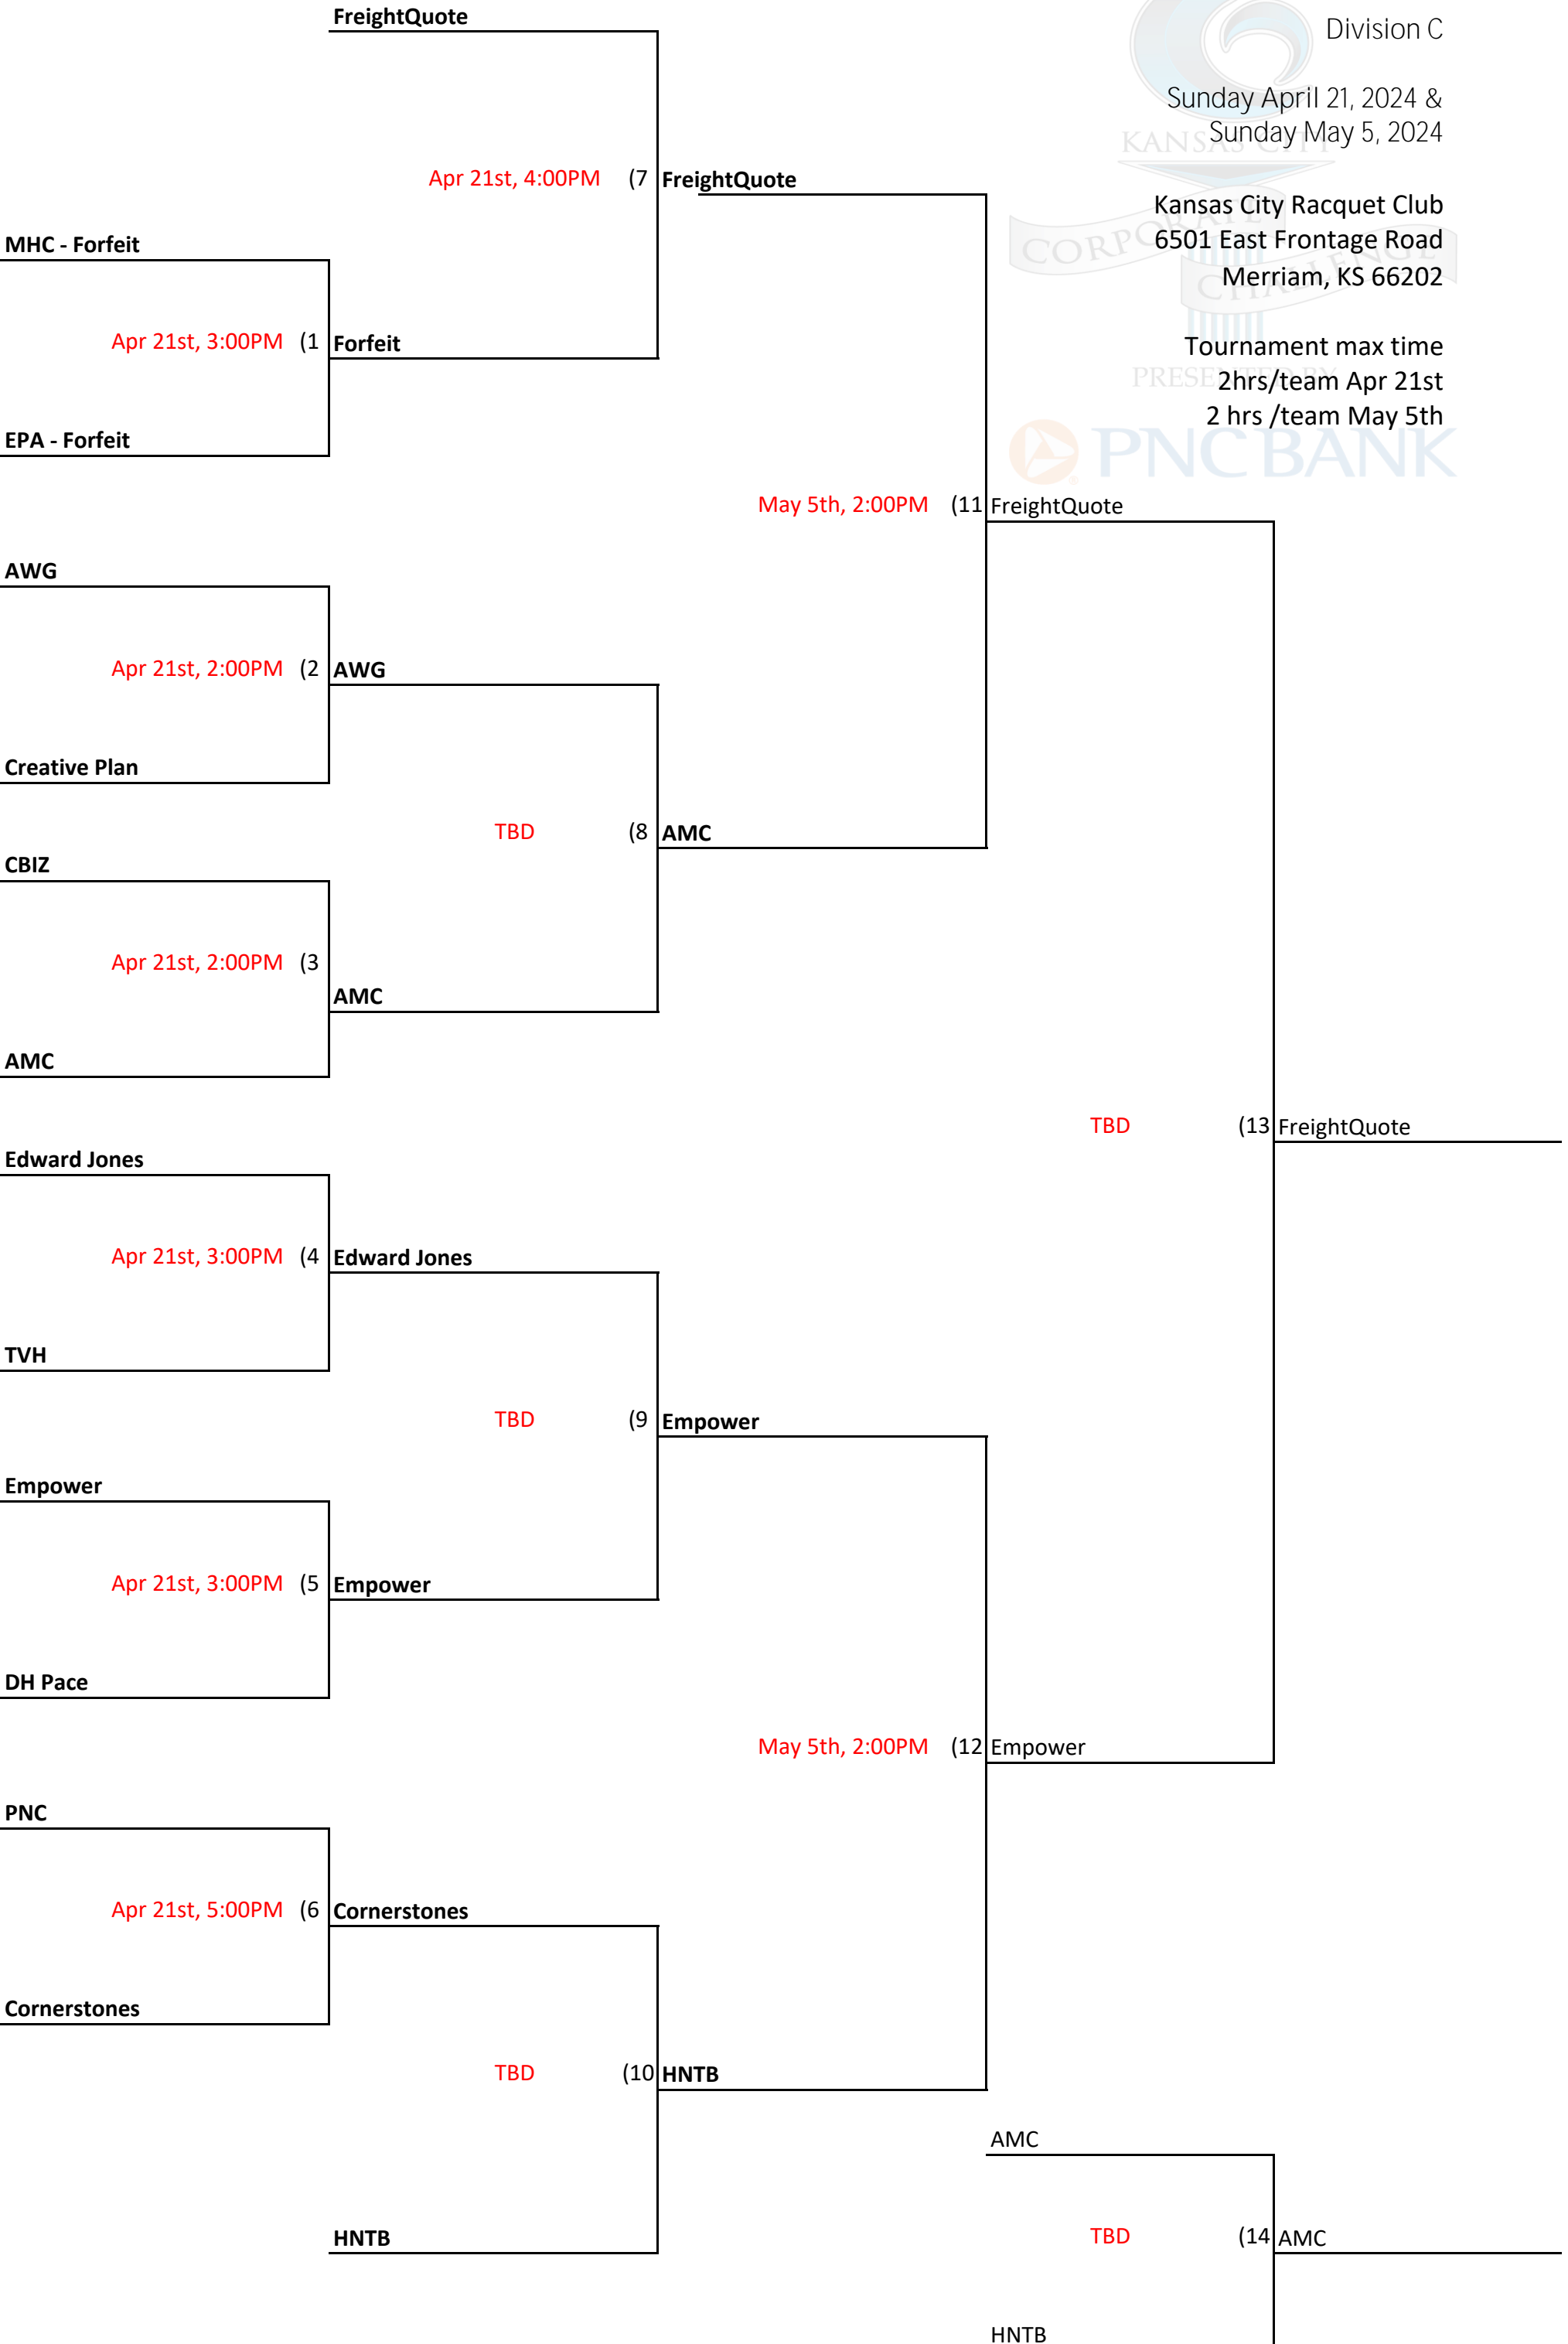 FreightQuote
Division C
Sunday April 21, 2024 &
Sunday May 5, 2024
KANSAS CITY
Apr 21st, 4:00PM (7 FreightQuote
Kansas City Racquet Club
CORPORATE
6501 East Frontage Road
MHC - Forfeit
CHALLENGE
Merriam, KS 66202
Apr 21st, 3:00PM (1 Forfeit
Tournament max time
PRESENTED BY
2hrs/team Apr 21st
2 hrs /team May 5th
EPA - Forfeit
PNC BANK
May 5th, 2:00PM (11 FreightQuote
AWG
Apr 21st, 2:00PM (2 AWG
Creative Plan
TBD (8 AMC
CBIZ
Apr 21st, 2:00PM (3
AMC
AMC
TBD (13 FreightQuote
Edward Jones
Apr 21st, 3:00PM (4 Edward Jones
TVH
TBD (9 Empower
Empower
Apr 21st, 3:00PM (5 Empower
DH Pace
May 5th, 2:00PM (12 Empower
PNC
Apr 21st, 5:00PM (6 Cornerstones
Cornerstones
TBD (10 HNTB
AMC
HNTB
TBD (14 AMC
HNTB